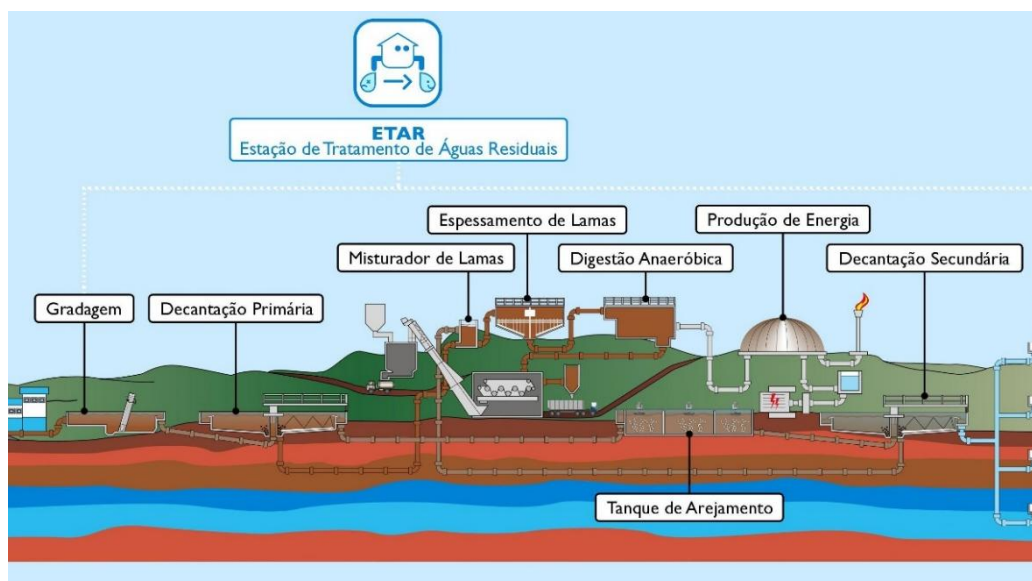 ETAR
Estação de Tratamento de Águas Residuais
Espessamento de Lamas
Produção de Energia
Misturador de Lamas
Digestão Anaeróbica
Decantação Secundária
Gradagem
Decantação Primária
Tanque de Arejamento